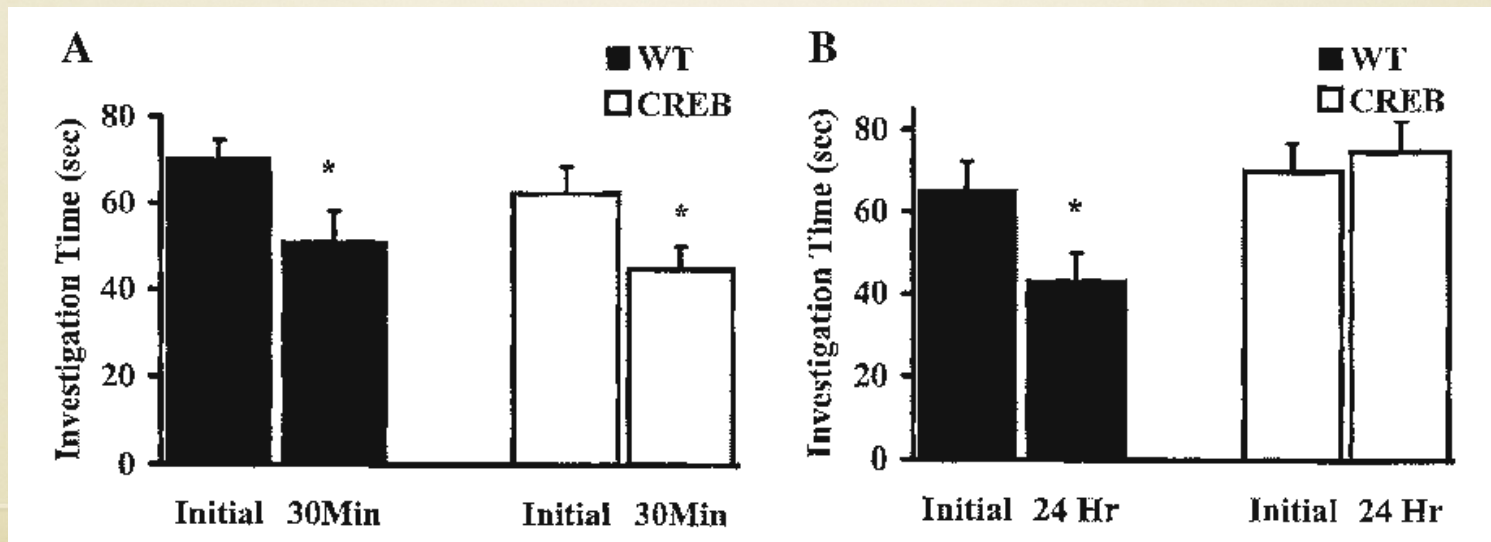 A
WT
CREB
Investigation Time (sec)
80
60
40
20
0
Initial 30Min Initial 30Min
*
*
B
WT
CREB
Investigation Time (sec)
80
60
40
20
0
Initial 24 Hr Initial 24 Hr
*